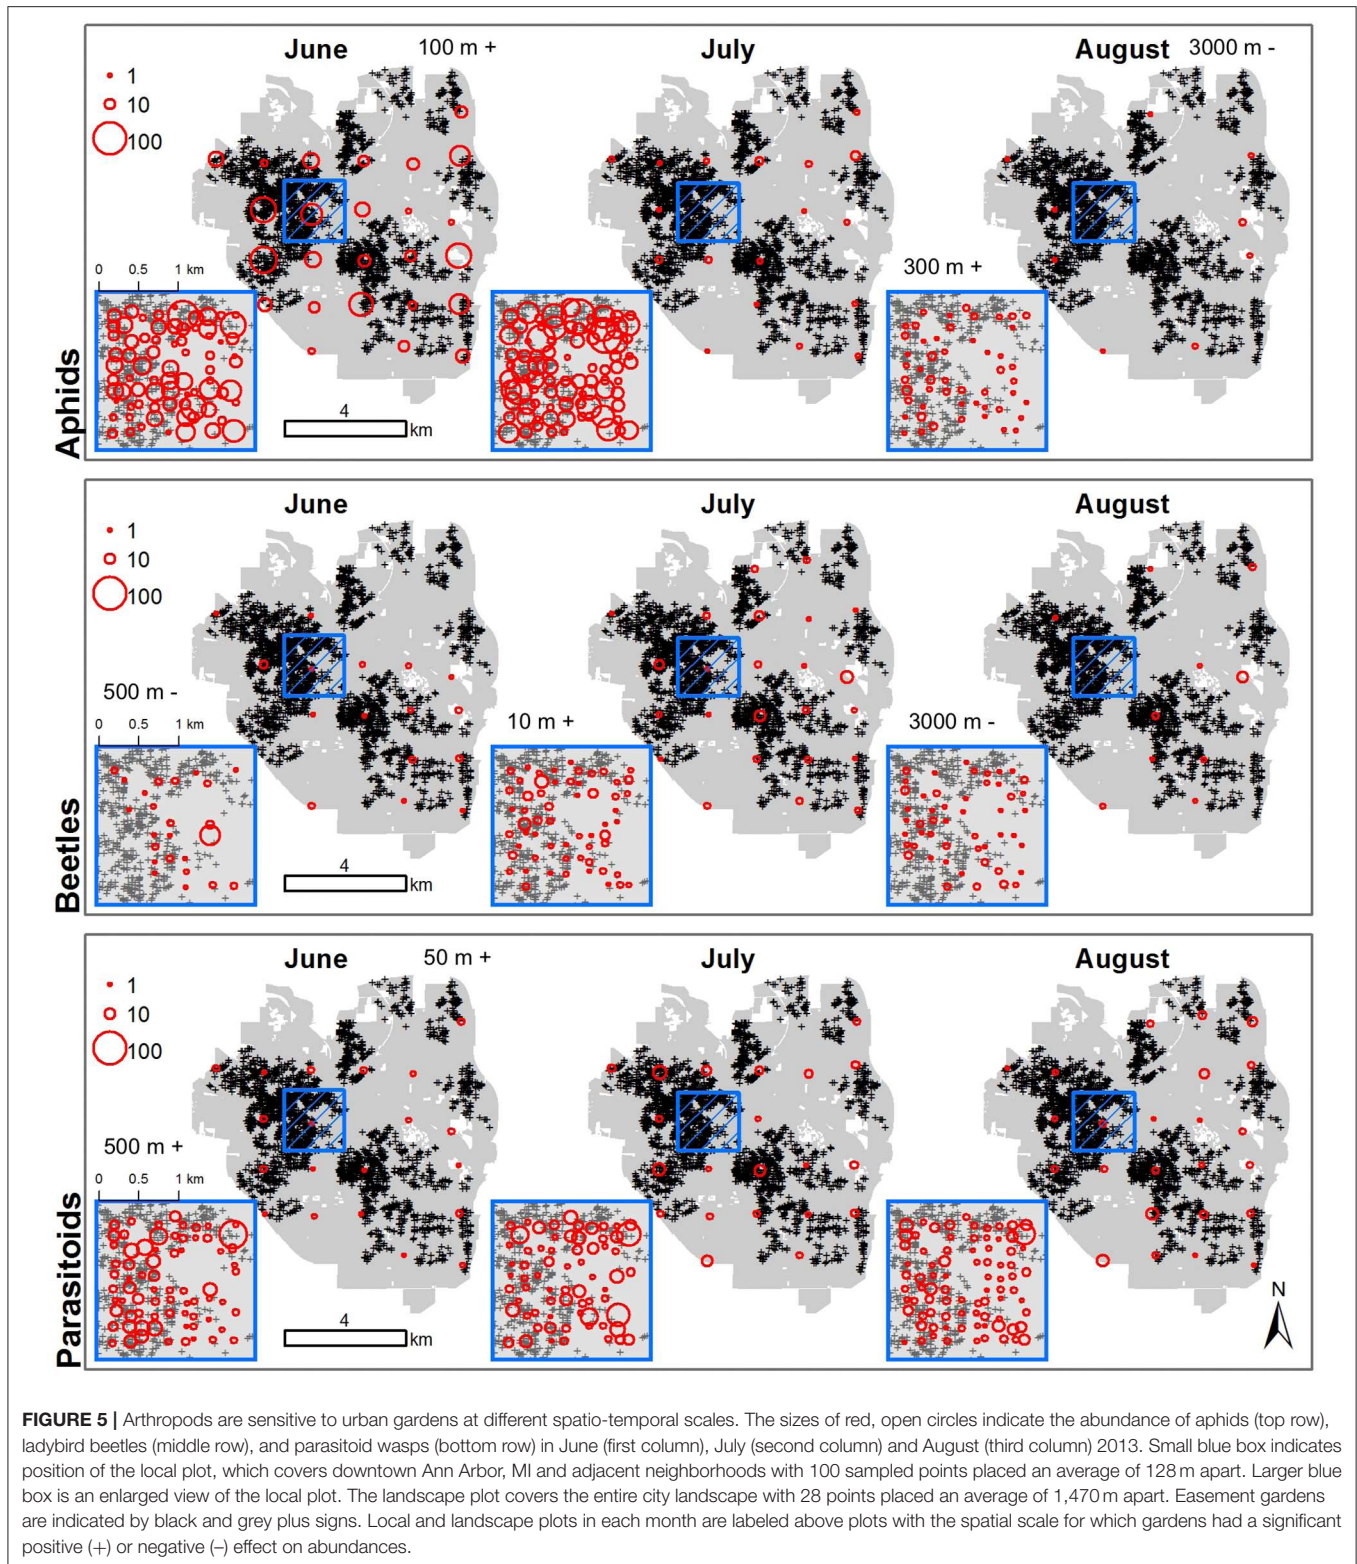 June 100 m + July August 3000 m -
1
10
100
0 0.5 1 km
300 m +
4
km
Aphids
June July August
1
10
100
500 m -
0 0.5 1 km
10 m +
3000 m -
4
km
Beetles
June 50 m + July August
1
10
100
500 m +
0 0.5 1 km
4
km
N
Parasitoids
FIGURE 5 | Arthropods are sensitive to urban gardens at different spatio-temporal scales. The sizes of red, open circles indicate the abundance of aphids (top row),
ladybird beetles (middle row), and parasitoid wasps (bottom row) in June (first column), July (second column) and August (third column) 2013. Small blue box indicates
position of the local plot, which covers downtown Ann Arbor, MI and adjacent neighborhoods with 100 sampled points placed an average of 128 m apart. Larger blue
box is an enlarged view of the local plot. The landscape plot covers the entire city landscape with 28 points placed an average of 1,470 m apart. Easement gardens
are indicated by black and grey plus signs. Local and landscape plots in each month are labeled above plots with the spatial scale for which gardens had a significant
positive (+) or negative (–) effect on abundances.